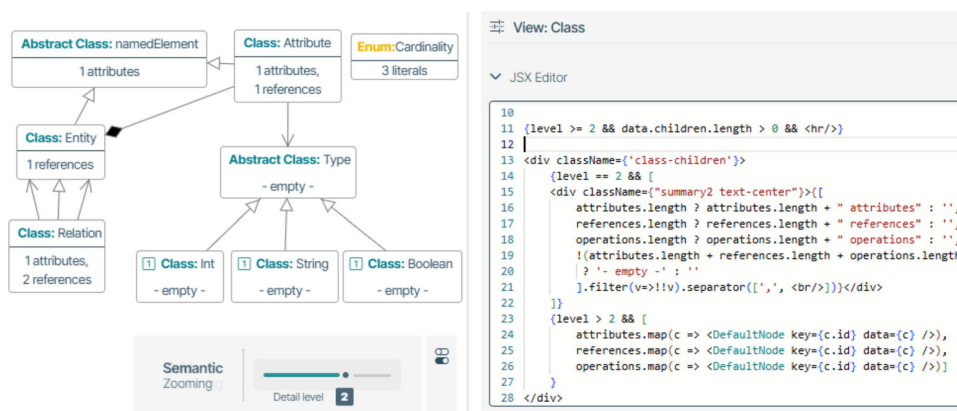 Abstract Class: namedElement
1 attributes
Class: Attribute
1 attributes,
1 references
Enum:Cardinality
3 literals
Class: Entity
1 references
Abstract Class: Type
- empty -
Class: Relation
1 attributes,
2 references
1 Class: Int
- empty -
1 Class: String
- empty -
1 Class: Boolean
- empty -
Semantic
Zooming
Detail level 2
View: Class
JSX Editor
10
11 {level >= 2 && data.children.length > 0 && <hr/>}
12
13 <div className={'class-children'}>
14 {level == 2 && [
15 <div className={"summary2 text-center"}>{[
16 attributes.length ? attributes.length + " attributes" : '',
17 references.length ? references.length + " references" : '',
18 operations.length ? operations.length + " operations" : '',
19 !(attributes.length + references.length + operations.length
20 ? '- empty -' : ''
21 ].filter(v=>!!v).separator([',', <br/>])}</div>
22 ]}
23 {level > 2 && [
24 attributes.map(c => <DefaultNode key={c.id} data={c} />),
25 references.map(c => <DefaultNode key={c.id} data={c} />),
26 operations.map(c => <DefaultNode key={c.id} data={c} />)]
27 }
28 </div>